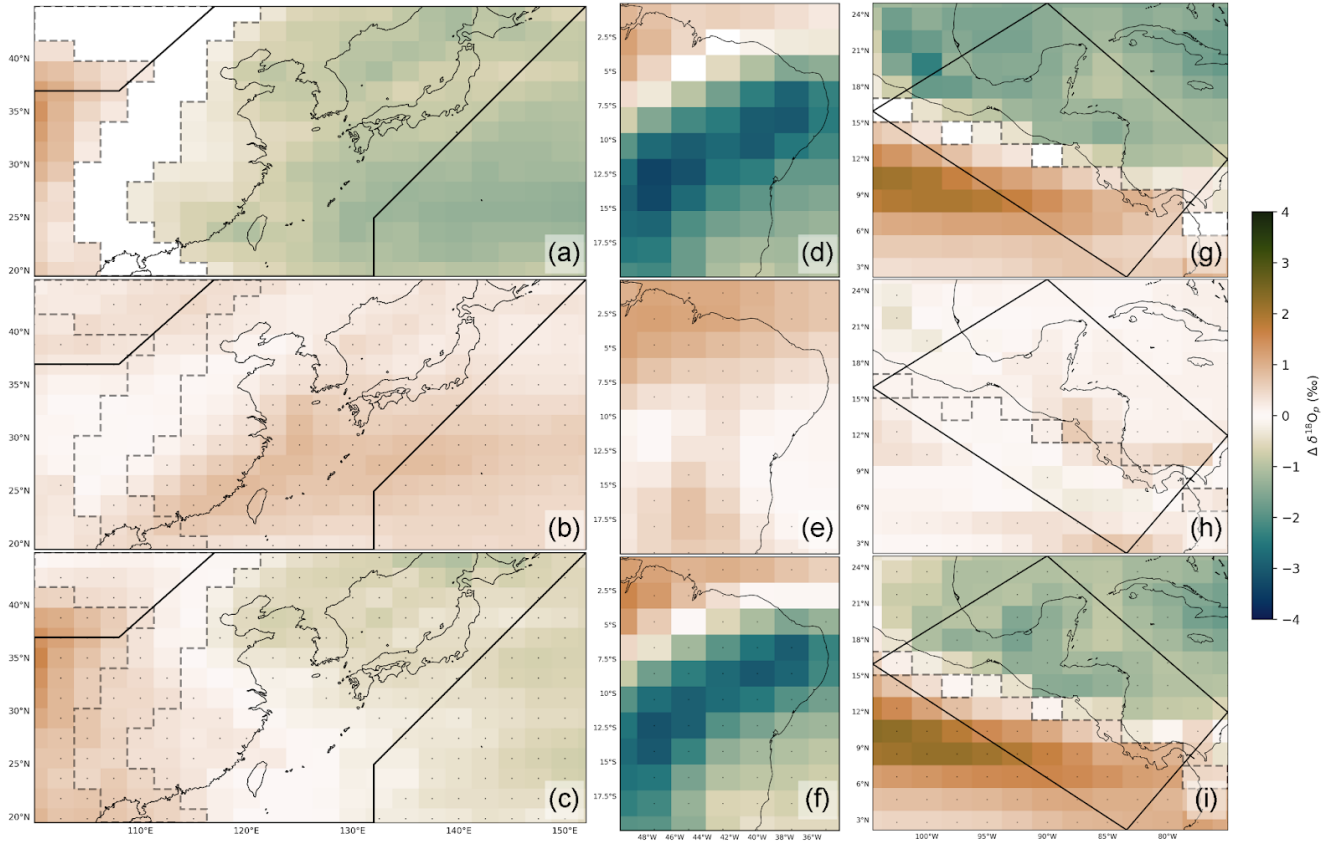 40°N
35°N
30°N
25°N
20°N
(a)
2.5°S
5°S
7.5°S
10°S
12.5°S
15°S
17.5°S
(d)
24°N
21°N
18°N
15°N
12°N
9°N
6°N
3°N
(g)
40°N
35°N
30°N
25°N
20°N
(b)
2.5°S
5°S
7.5°S
10°S
12.5°S
15°S
17.5°S
(e)
24°N
21°N
18°N
15°N
12°N
9°N
6°N
3°N
(h)
40°N
35°N
30°N
25°N
20°N
110°E 120°E 130°E 140°E 150°E
(c)
2.5°S
5°S
7.5°S
10°S
12.5°S
15°S
17.5°S
48°W 46°W 44°W 42°W 40°W 38°W 36°W
(f)
24°N
21°N
18°N
15°N
12°N
9°N
6°N
3°N
100°W 95°W 90°W 85°W 80°W
(i)
4
3
2
1
0
−1
−2
−3
−4
Δ δ¹⁸Oₚ (‰)